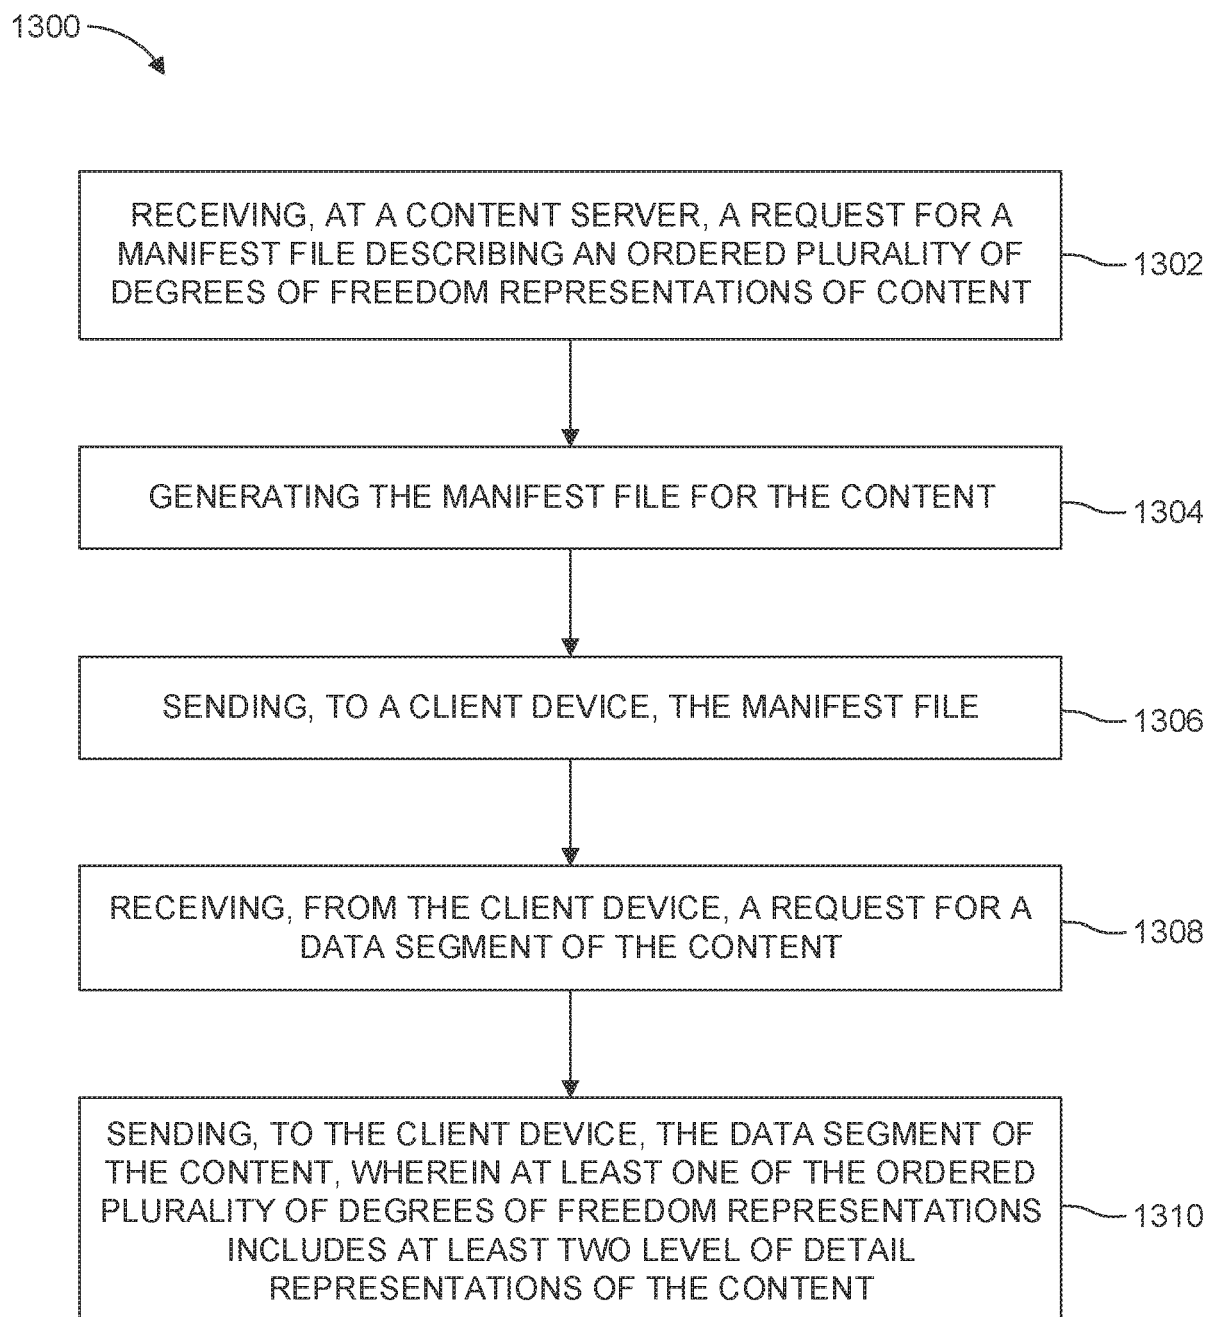 1300
RECEIVING, AT A CONTENT SERVER, A REQUEST FOR A
MANIFEST FILE DESCRIBING AN ORDERED PLURALITY OF
DEGREES OF FREEDOM REPRESENTATIONS OF CONTENT
1302
GENERATING THE MANIFEST FILE FOR THE CONTENT
1304
SENDING, TO A CLIENT DEVICE, THE MANIFEST FILE
1306
RECEIVING, FROM THE CLIENT DEVICE, A REQUEST FOR A
DATA SEGMENT OF THE CONTENT
1308
SENDING, TO THE CLIENT DEVICE, THE DATA SEGMENT OF
THE CONTENT, WHEREIN AT LEAST ONE OF THE ORDERED
PLURALITY OF DEGREES OF FREEDOM REPRESENTATIONS
INCLUDES AT LEAST TWO LEVEL OF DETAIL
REPRESENTATIONS OF THE CONTENT
1310